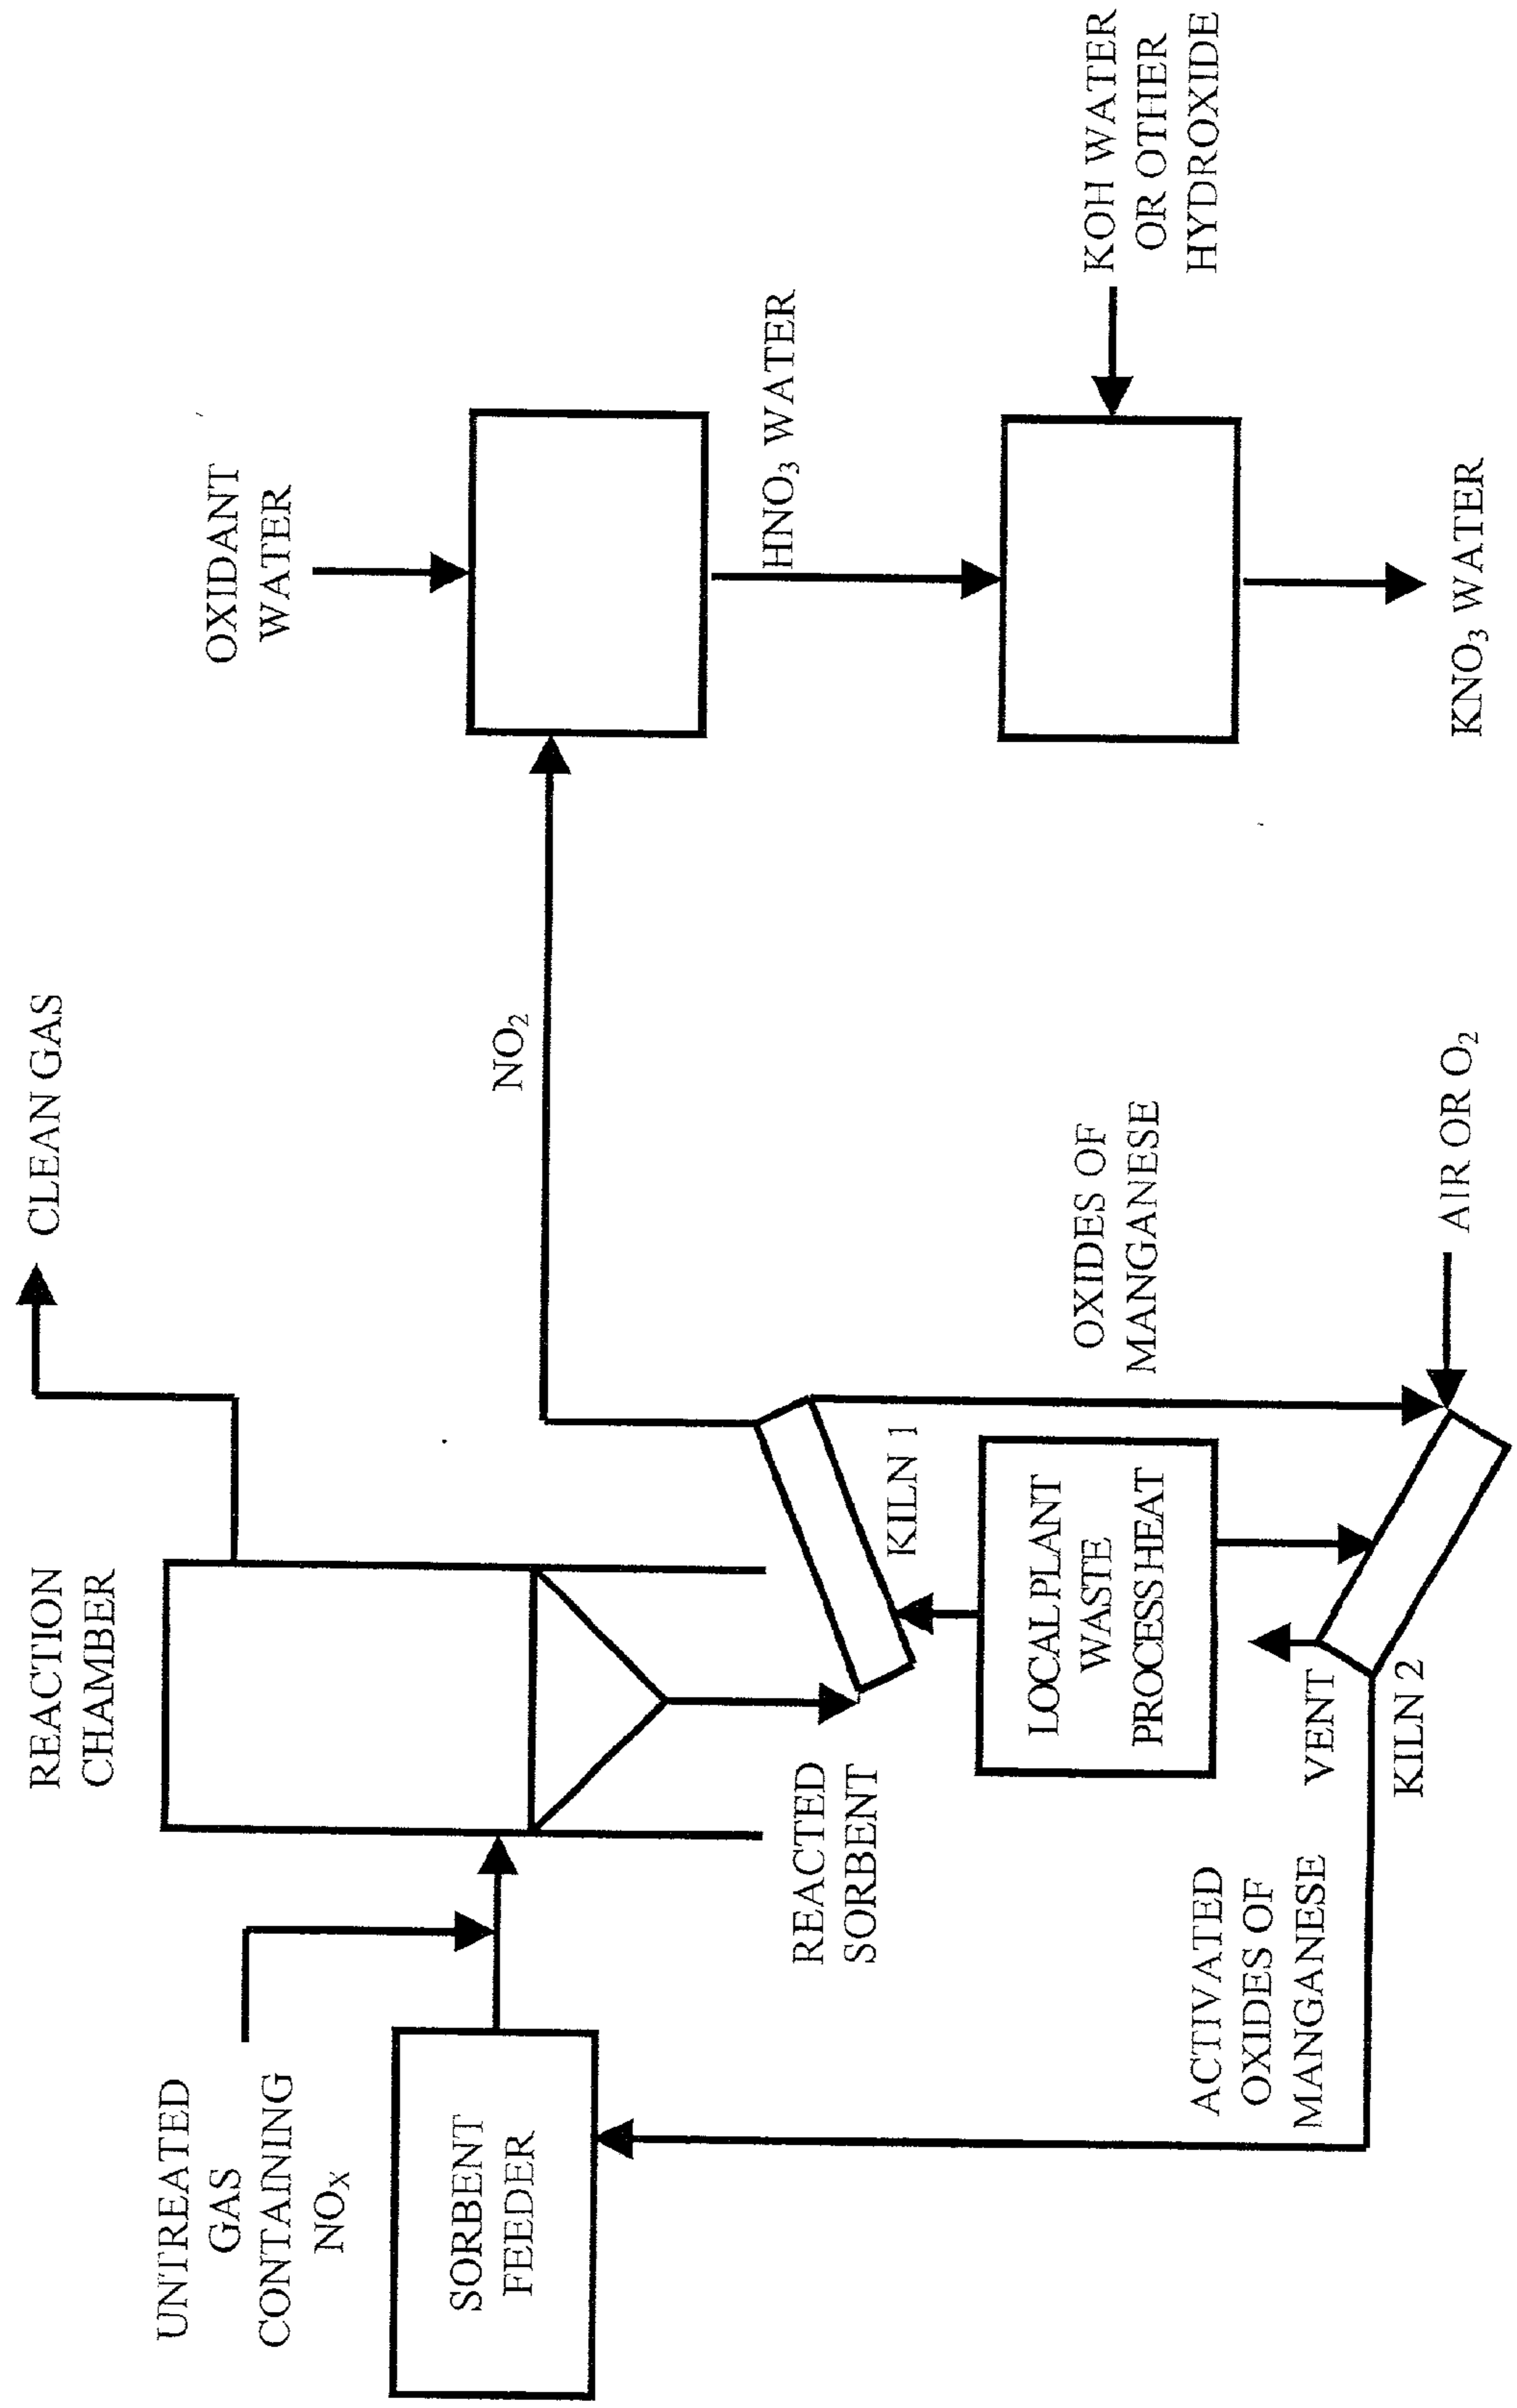 UNTREATED
GAS
CONTAINING
NOX
SORBENT
FEEDER
REACTION
CHAMBER
CLEAN GAS
REACTED
SORBENT
KILN 1
NO2
OXIDANT
WATER
HNO3 WATER
KOH WATER
OR OTHER
HYDROXIDE
KNO3 WATER
LOCAL PLANT
WASTE
PROCESS HEAT
OXIDES OF
MANGANESE
AIR OR O2
VENT
KILN 2
ACTIVATED
OXIDES OF
MANGANESE